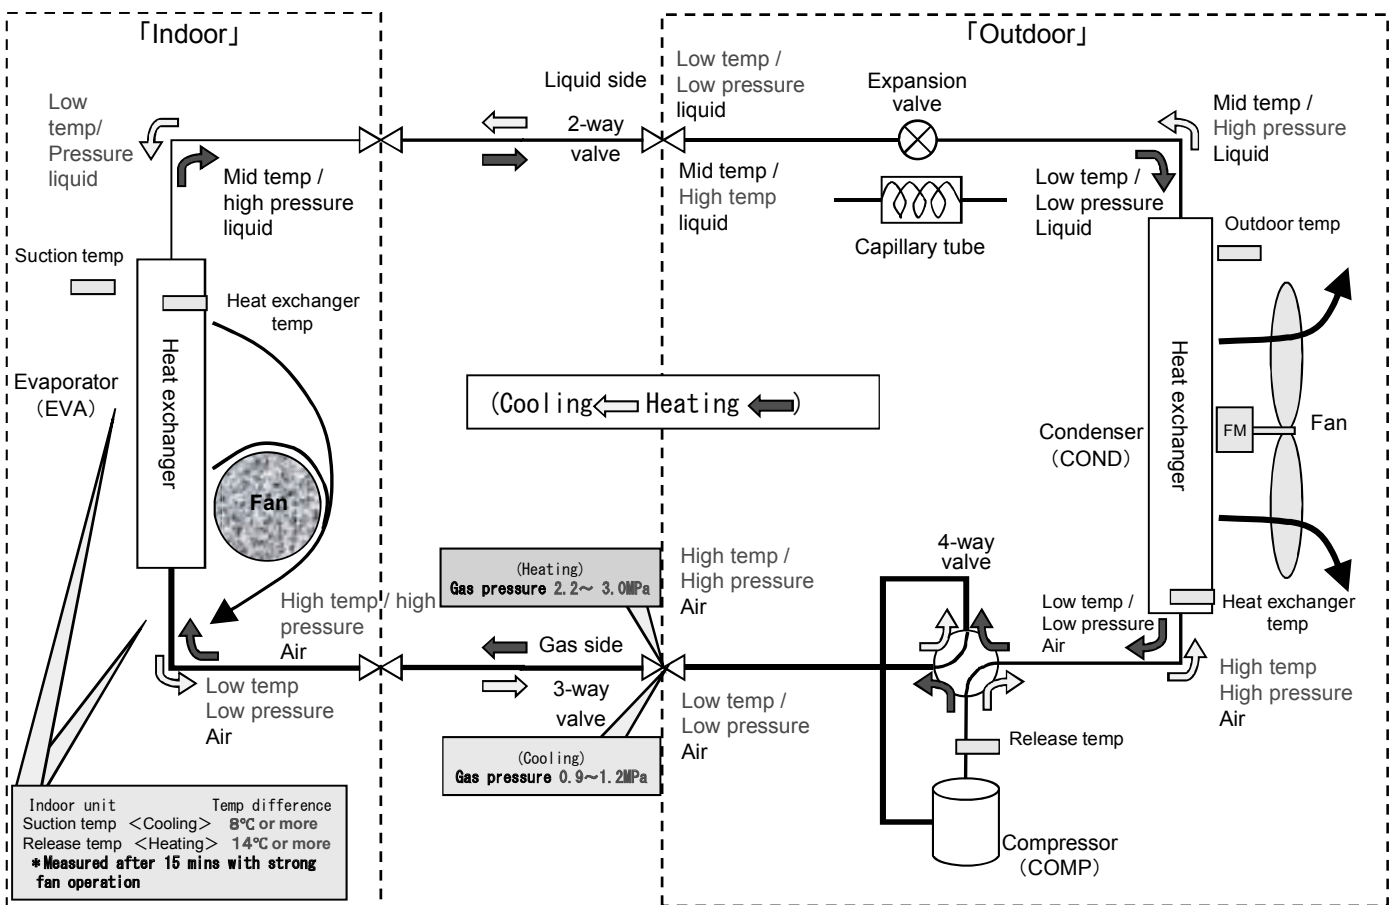 「Indoor」
「Outdoor」
Low
temp/
Pressure
liquid
Mid temp /
high pressure
liquid
Liquid side
2-way
valve
Low temp /
Low pressure
liquid
Mid temp /
High temp
liquid
Expansion
valve
Capillary tube
Mid temp /
High pressure
Liquid
Low temp /
Low pressure
Liquid
Outdoor temp
Suction temp
Heat exchanger
temp
Heat exchanger
Evaporator
（EVA）
Fan
(Cooling Heating )
Condenser
（COND）
Heat exchanger
FM
Fan
Heat exchanger
temp
4-way
valve
(Heating)
Gas pressure 2.2～ 3.0MPa
High temp /
High pressure
Air
High temp / high
pressure
Air
Gas side
3-way
valve
Low temp
Low pressure
Air
Low temp /
Low pressure
Air
Low temp /
Low pressure
Air
High temp
High pressure
Air
(Cooling)
Gas pressure 0.9～1.2MPa
Release temp
Compressor
（COMP）
Indoor unit Temp difference
Suction temp ＜Cooling＞ 8℃ or more
Release temp ＜Heating＞ 14℃ or more
＊Measured after 15 mins with strong
fan operation